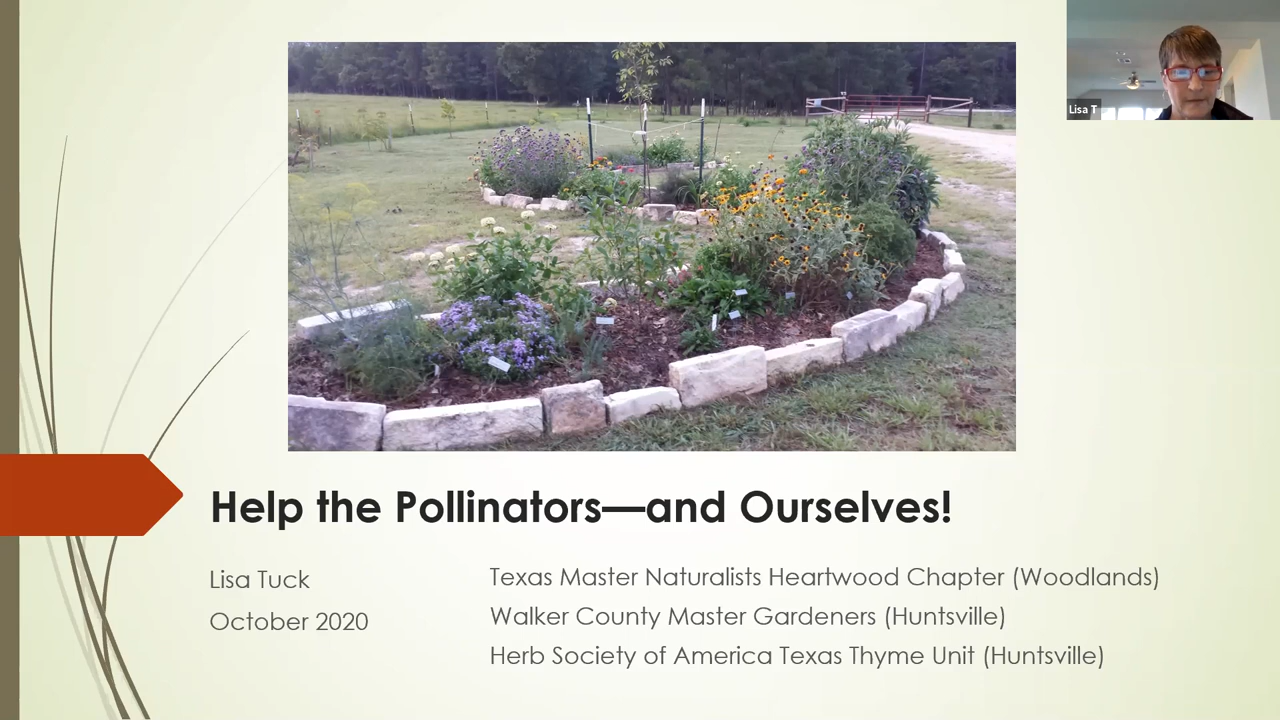 Lisa T
Help the Pollinators—and Ourselves!
Lisa Tuck
October 2020
Texas Master Naturalists Heartwood Chapter (Woodlands)
Walker County Master Gardeners (Huntsville)
Herb Society of America Texas Thyme Unit (Huntsville)